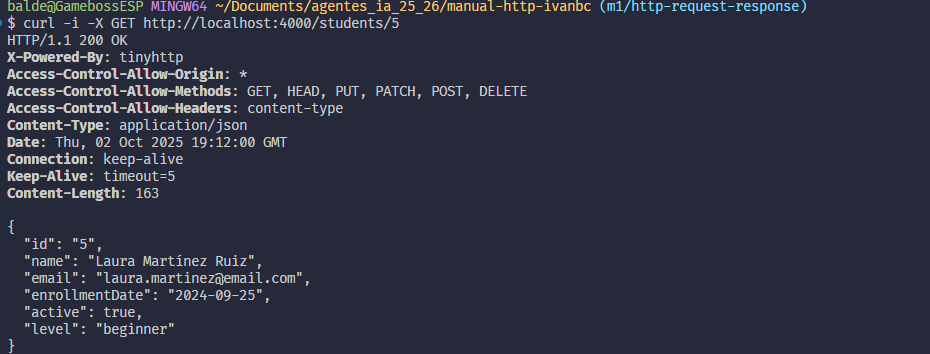 balde@GamebossESP MINGW64 ~/Documents/agentes_ia_25_26/manual-http-ivanbc (m1/http-request-response)
$ curl -i -X GET http://localhost:4000/students/5
HTTP/1.1 200 OK
X-Powered-By: tinyhttp
Access-Control-Allow-Origin: *
Access-Control-Allow-Methods: GET, HEAD, PUT, PATCH, POST, DELETE
Access-Control-Allow-Headers: content-type
Content-Type: application/json
Date: Thu, 02 Oct 2025 19:12:00 GMT
Connection: keep-alive
Keep-Alive: timeout=5
Content-Length: 163

{
  "id": "5",
  "name": "Laura Martínez Ruiz",
  "email": "laura.martinez@email.com",
  "enrollmentDate": "2024-09-25",
  "active": true,
  "level": "beginner"
}